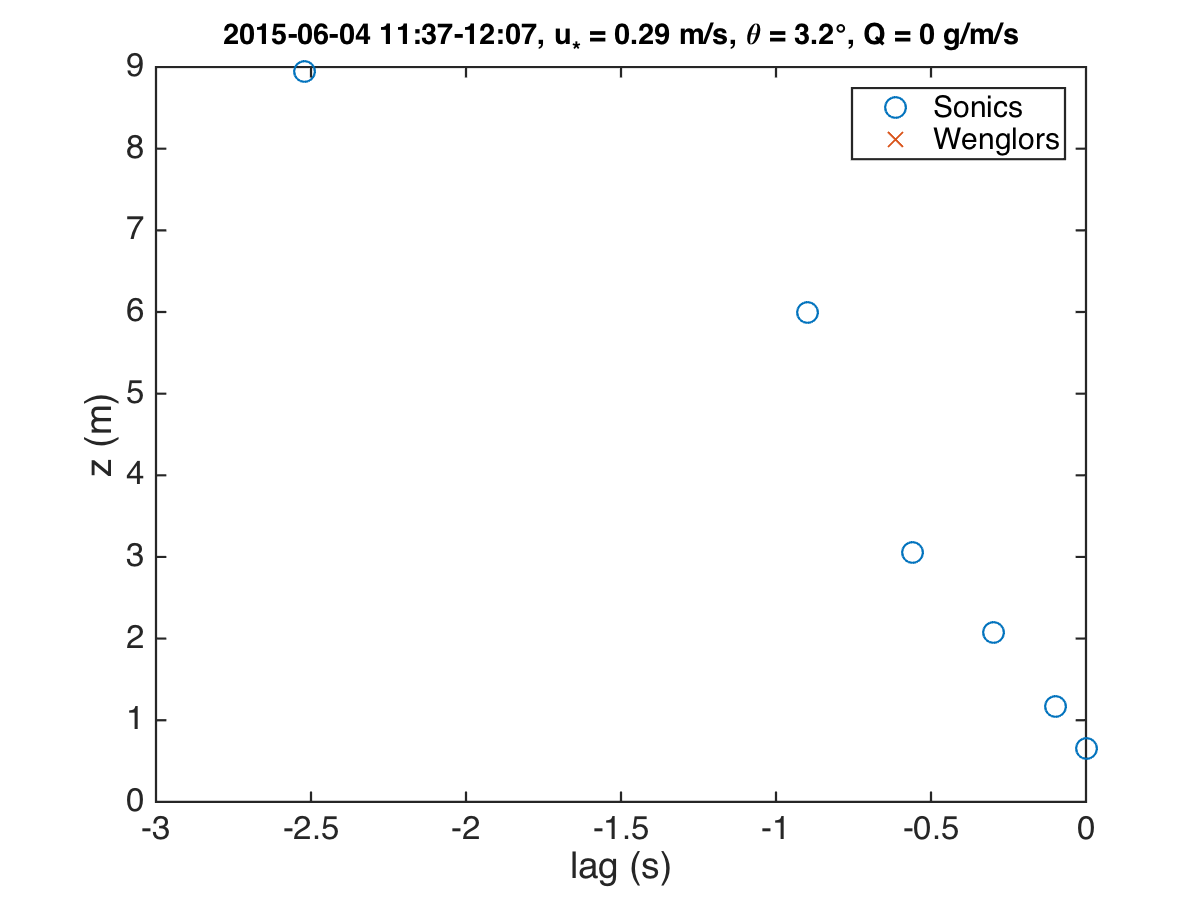 2015-06-04 11:37-12:07, u* = 0.29 m/s, θ = 3.2°, Q = 0 g/m/s
Sonics
Wenglors
9
8
7
6
5
4
3
2
1
0
z (m)
-3 -2.5 -2 -1.5 -1 -0.5 0
lag (s)